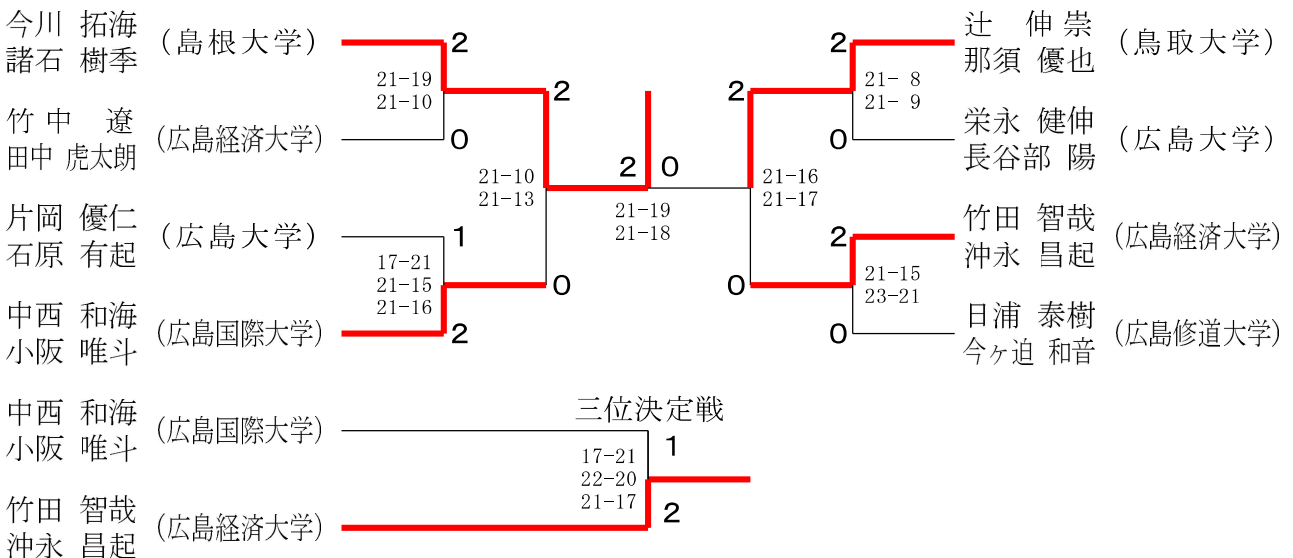 今川 拓海
諸石 樹季
(島根大学)
2
21-19
21-10
竹中 遼
田中 虎太朗
(広島経済大学)
0
2
21-10
21-13
片岡 優仁
石原 有起
(広島大学)
1
17-21
21-15
21-16
中西 和海
小阪 唯斗
(広島国際大学)
2
0
2 0
21-19
21-18
辻 伸崇
那須 優也
(鳥取大学)
2
21- 8
21- 9
栄永 健伸
長谷部 陽
(広島大学)
0
2
21-16
21-17
竹田 智哉
沖永 昌起
(広島経済大学)
2
21-15
23-21
日浦 泰樹
今ヶ迫 和音
(広島修道大学)
0
0
三位決定戦
中西 和海
小阪 唯斗
(広島国際大学)
1
17-21
22-20
21-17
竹田 智哉
沖永 昌起
(広島経済大学)
2